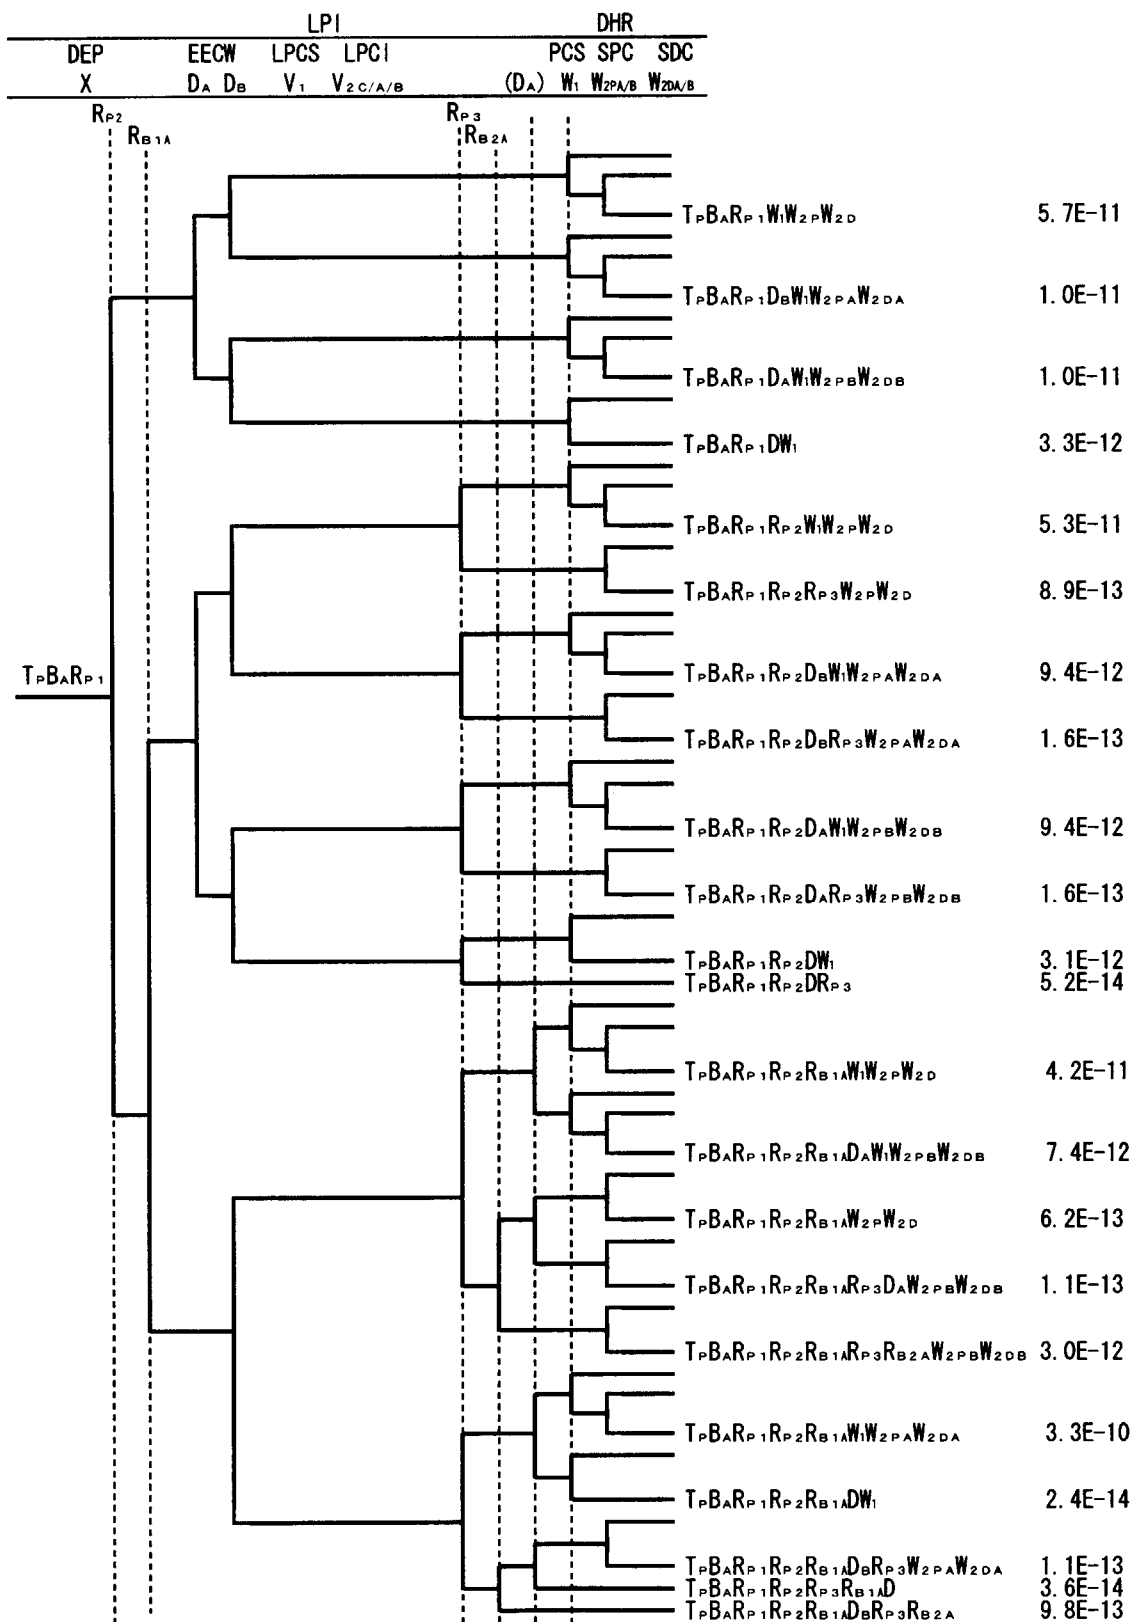 LPI DHR
DEP EECW LPCS LPCI PCS SPC SDC
X DA DB V1 V2C/A/B (DA) W1 W2PA/B W2DA/B
RP2 RP3
RB1A RB2A
TPBARP1W1W2PW2D 5.7E-11
TPBARP1DBW1W2PAW2DA 1.0E-11
TPBARP1DAW1W2PBW2DB 1.0E-11
TPBARP1DW1 3.3E-12
TPBARP1RP2W1W2PW2D 5.3E-11
TPBARP1RP2RP3W2PW2D 8.9E-13
TPBARP1RP2DBW1W2PAW2DA 9.4E-12
TPBARP1
TPBARP1RP2DBRP3W2PAW2DA 1.6E-13
TPBARP1RP2DAW1W2PBW2DB 9.4E-12
TPBARP1RP2DARP3W2PBW2DB 1.6E-13
TPBARP1RP2DW1 3.1E-12
TPBARP1RP2DRP3 5.2E-14
TPBARP1RP2RB1AW1W2PW2D 4.2E-11
TPBARP1RP2RB1ADAW1W2PBW2DB 7.4E-12
TPBARP1RP2RB1AW2PW2D 6.2E-13
TPBARP1RP2RB1ARP3DAW2PBW2DB 1.1E-13
TPBARP1RP2RB1ARP3RB2AW2PBW2DB 3.0E-12
TPBARP1RP2RB1AW1W2PAW2DA 3.3E-10
TPBARP1RP2RB1ADW1 2.4E-14
TPBARP1RP2RB1ADBRP3W2PAW2DA 1.1E-13
TPBARP1RP2RP3RB1AD 3.6E-14
TPBARP1RP2RB1ADBRP3RB2A 9.8E-13